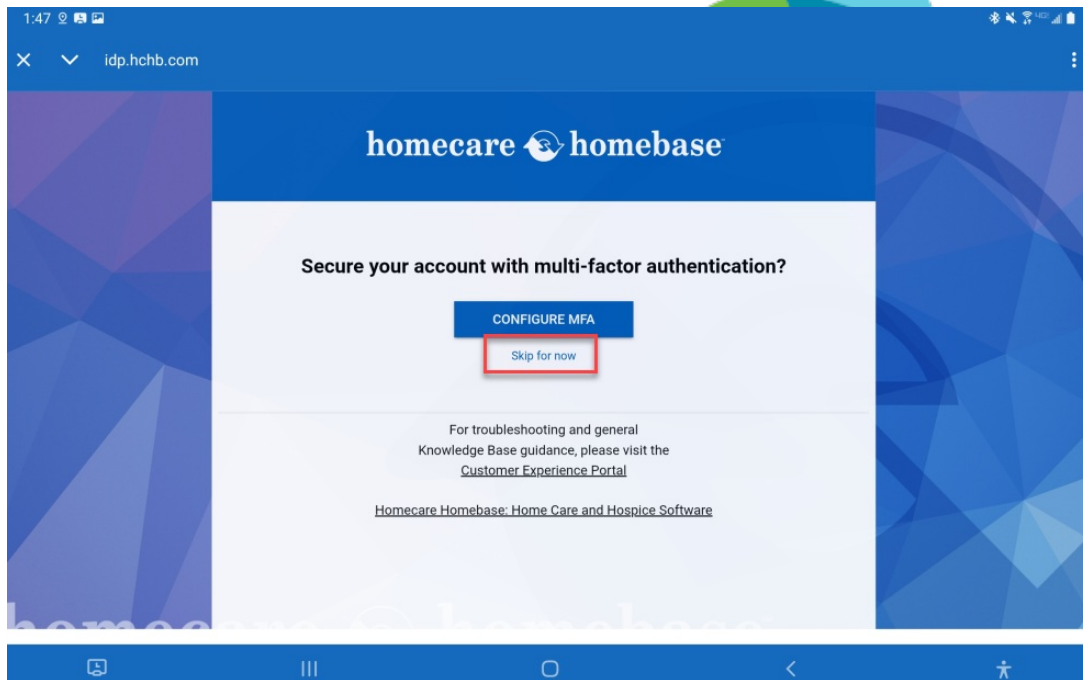 1:47
idp.hchb.com
homecare homebase
Secure your account with multi-factor authentication?
CONFIGURE MFA
Skip for now
For troubleshooting and general
Knowledge Base guidance, please visit the
Customer Experience Portal
Homecare Homebase: Home Care and Hospice Software
homecare homebase